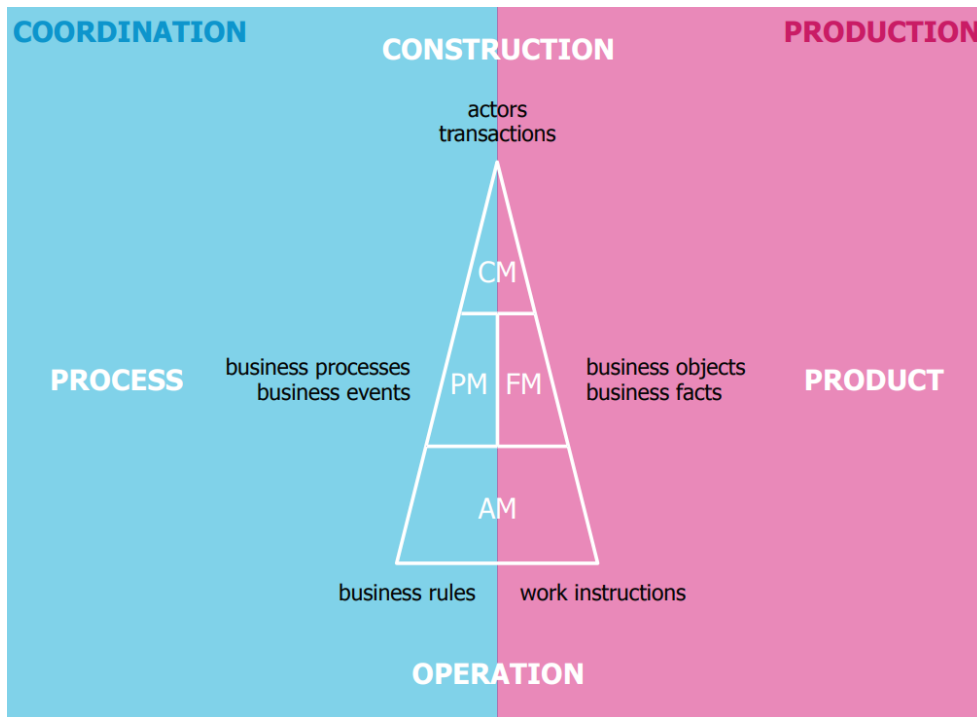 COORDINATION
PRODUCTION
CONSTRUCTION
actors
transactions
CM
PROCESS
business processes
business events
PM
FM
business objects
business facts
PRODUCT
AM
business rules
work instructions
OPERATION